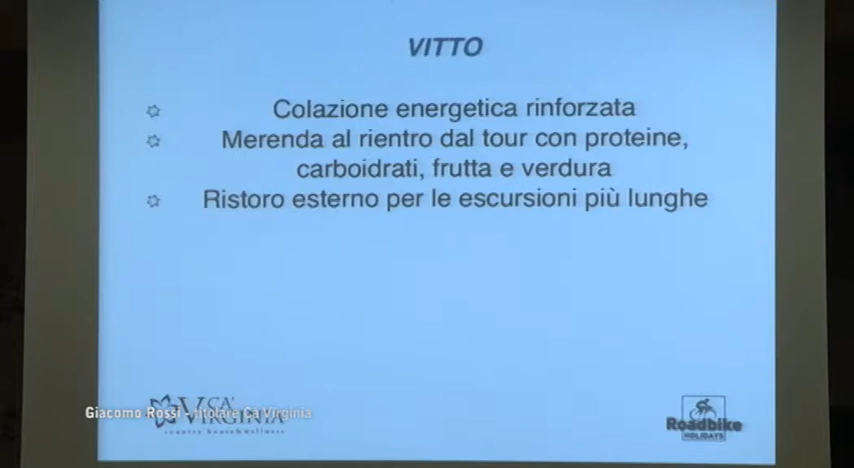 VITTO
Colazione energetica rinforzata
Merenda al rientro dal tour con proteine,
carboidrati, frutta e verdura
Ristoro esterno per le escursioni più lunghe
CA'
VIRGINIA
country house&wellness
Giacomo Rossi - titolare Ca'Virginia
Roadbike
HOLIDAYS